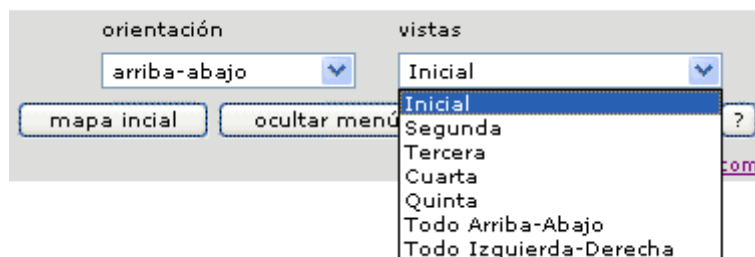 orientación vistas
arriba-abajo Inicial
mapa incial ocultar menú ?
Inicial
Segunda
Tercera
Cuarta
Quinta
Todo Arriba-Abajo
Todo Izquierda-Derecha